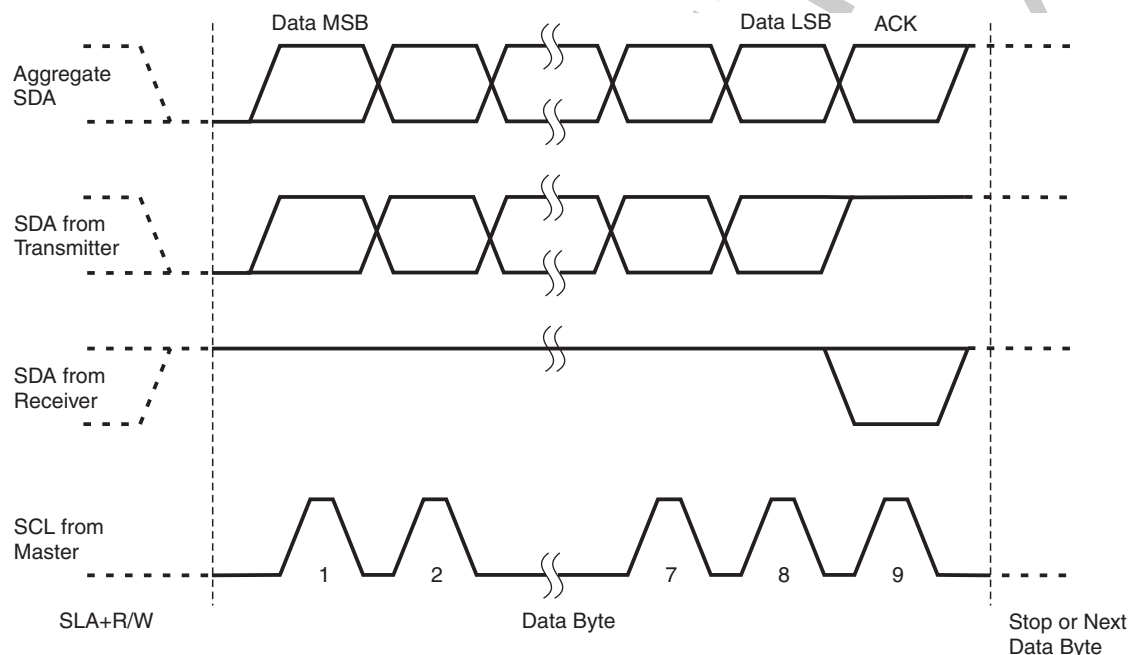 Data MSB
Data LSB
ACK
Aggregate
SDA
SDA from
Transmitter
SDA from
Receiver
SCL from
Master
1
2
7
8
9
SLA+R/W
Data Byte
Stop or Next
Data Byte